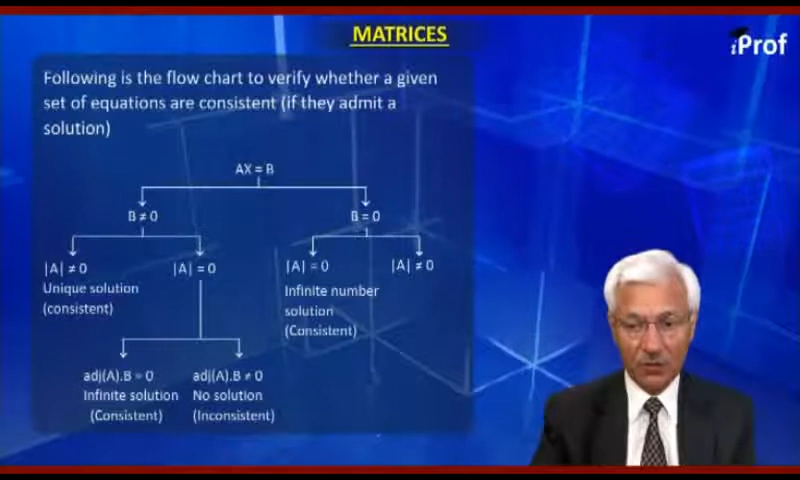 MATRICES
iProf
Following is the flow chart to verify whether a given
set of equations are consistent (if they admit a
solution)
AX = B
B ≠ 0
B = 0
|A| ≠ 0
|A| = 0
|A| = 0
|A| ≠ 0
Unique solution
(consistent)
Infinite number
solution
(Consistent)
adj(A).B = 0
adj(A).B ≠ 0
Infinite solution
No solution
(Consistent)
(Inconsistent)